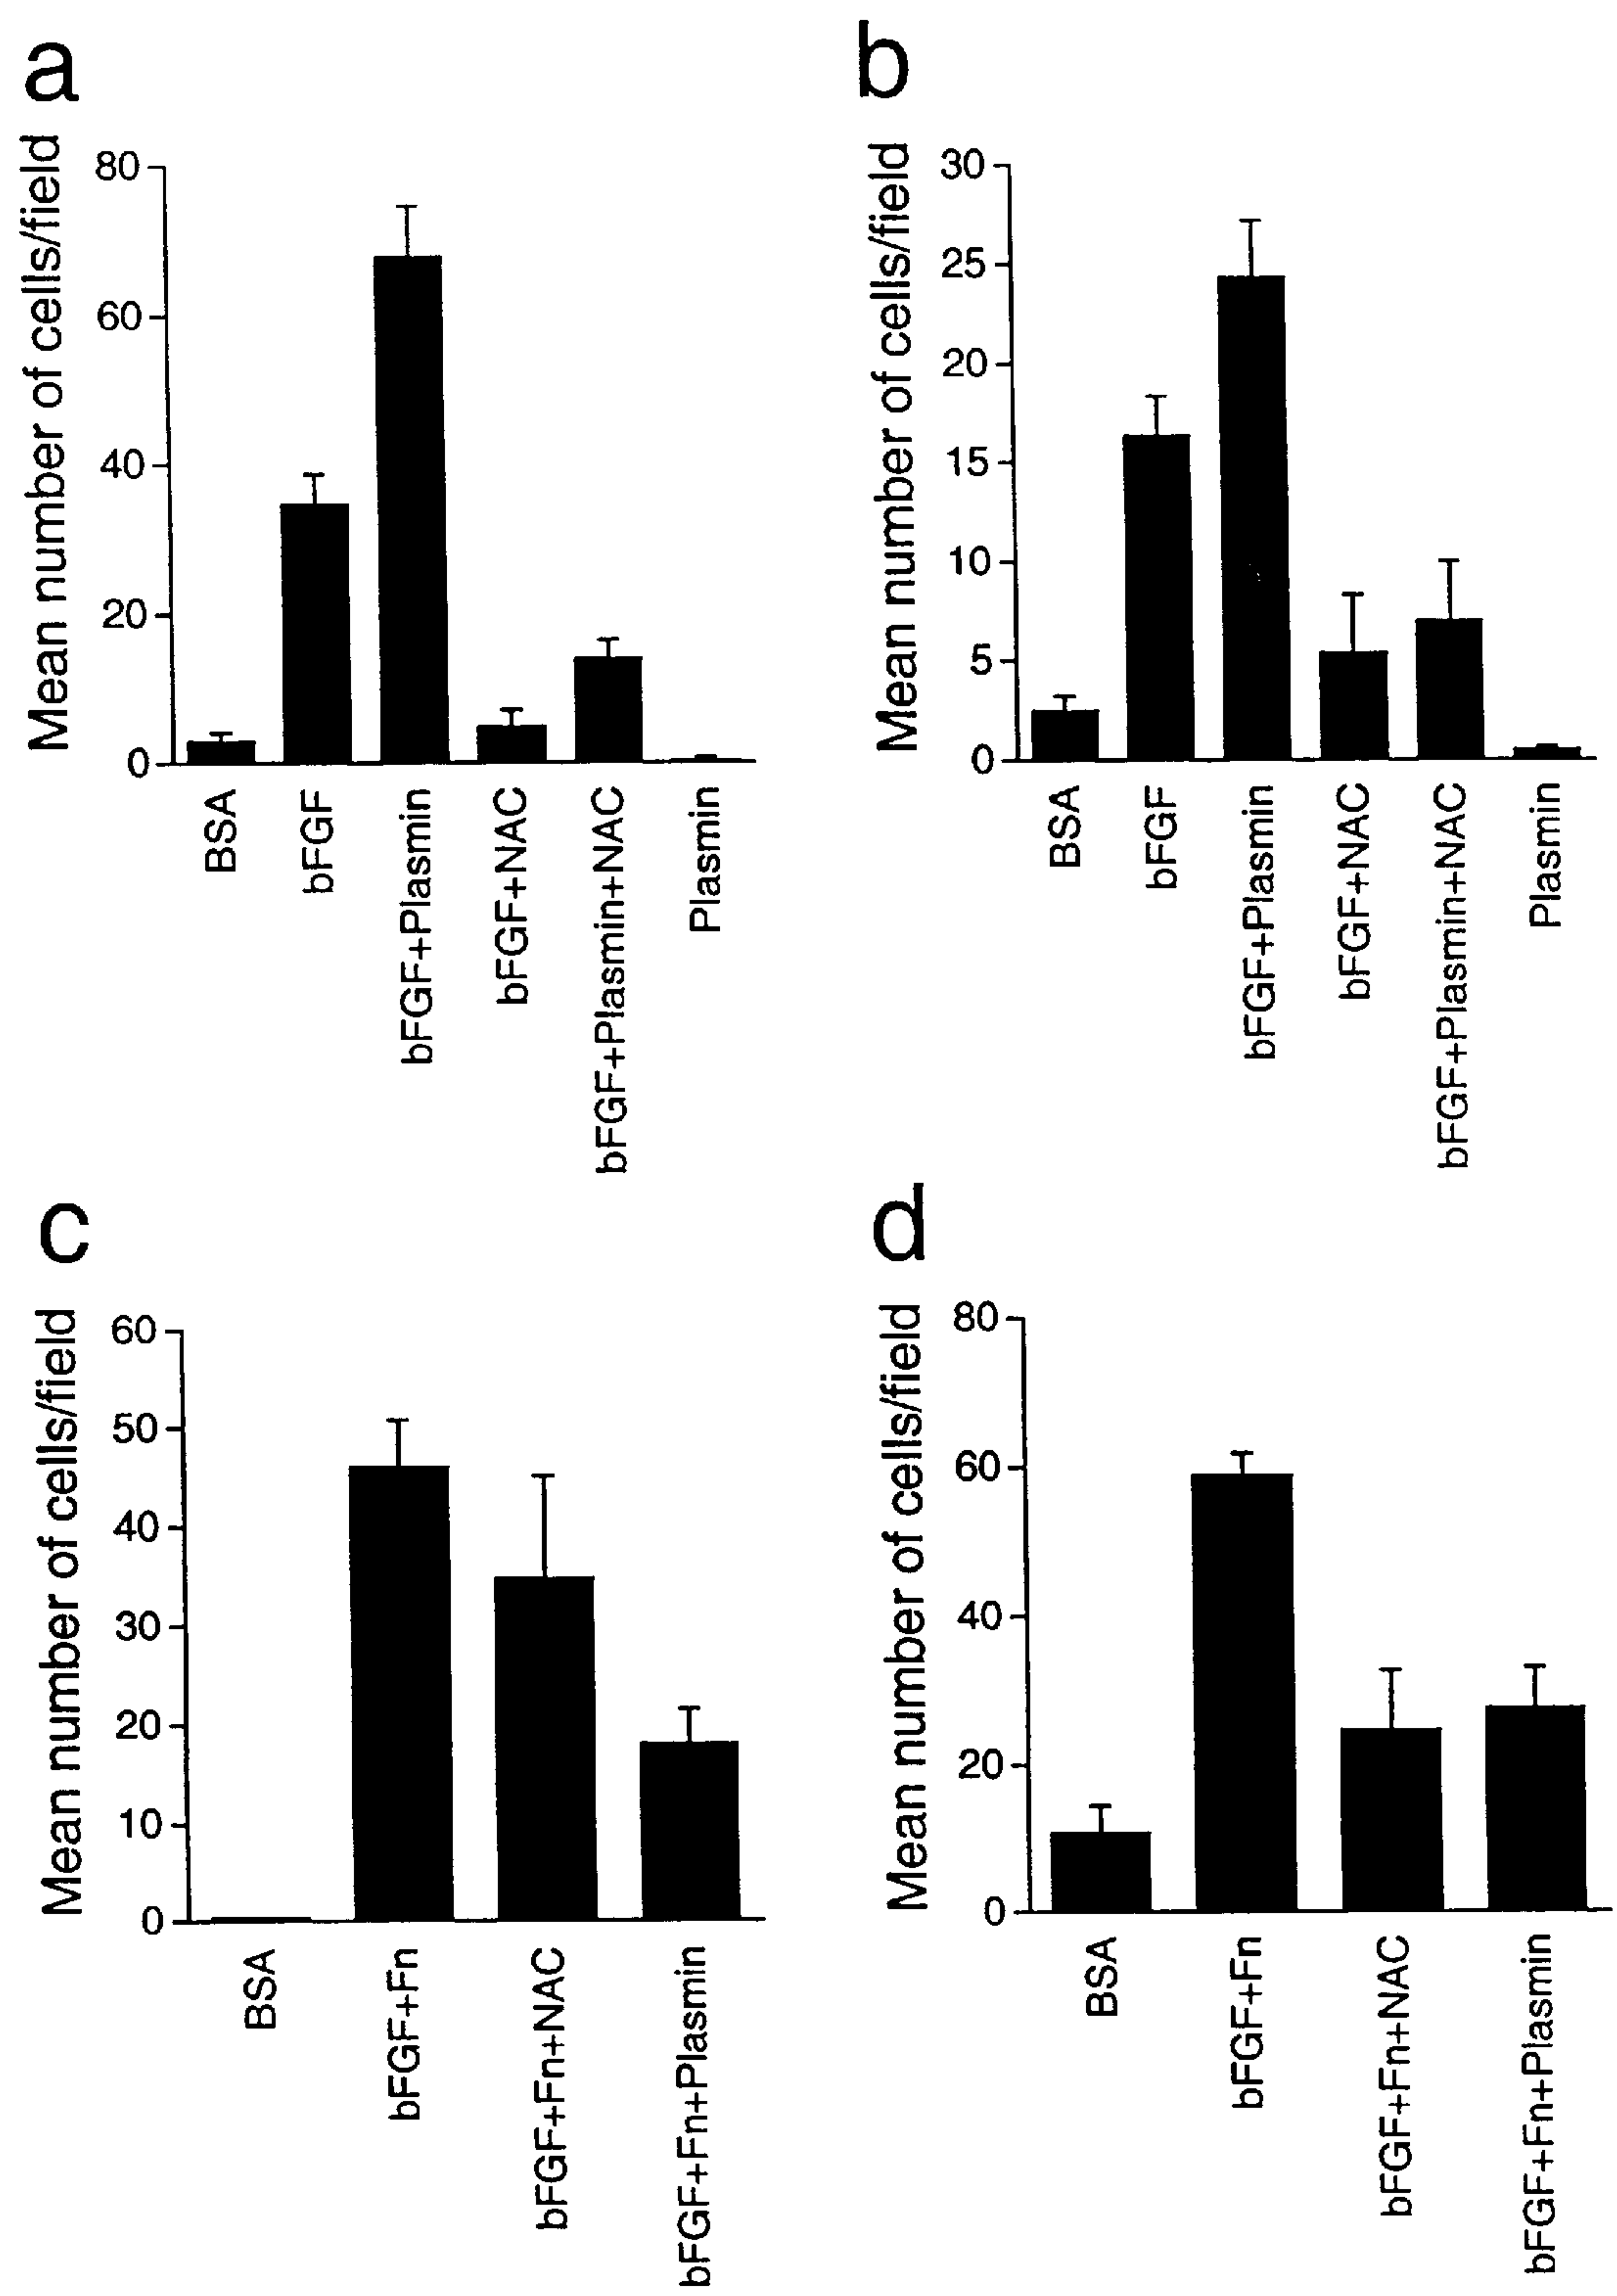 a
Mean number of cells/field
80
60
40
20
0
BSA
bFGF
bFGF+Plasmin
bFGF+NAC
bFGF+Plasmin+NAC
Plasmin
b
Mean number of cells/field
30
25
20
15
10
5
0
BSA
bFGF
bFGF+Plasmin
bFGF+NAC
bFGF+Plasmin+NAC
Plasmin
c
Mean number of cells/field
60
50
40
30
20
10
0
BSA
bFGF+Fn
bFGF+Fn+NAC
bFGF+Fn+Plasmin
d
Mean number of cells/field
80
60
40
20
0
BSA
bFGF+Fn
bFGF+Fn+NAC
bFGF+Fn+Plasmin